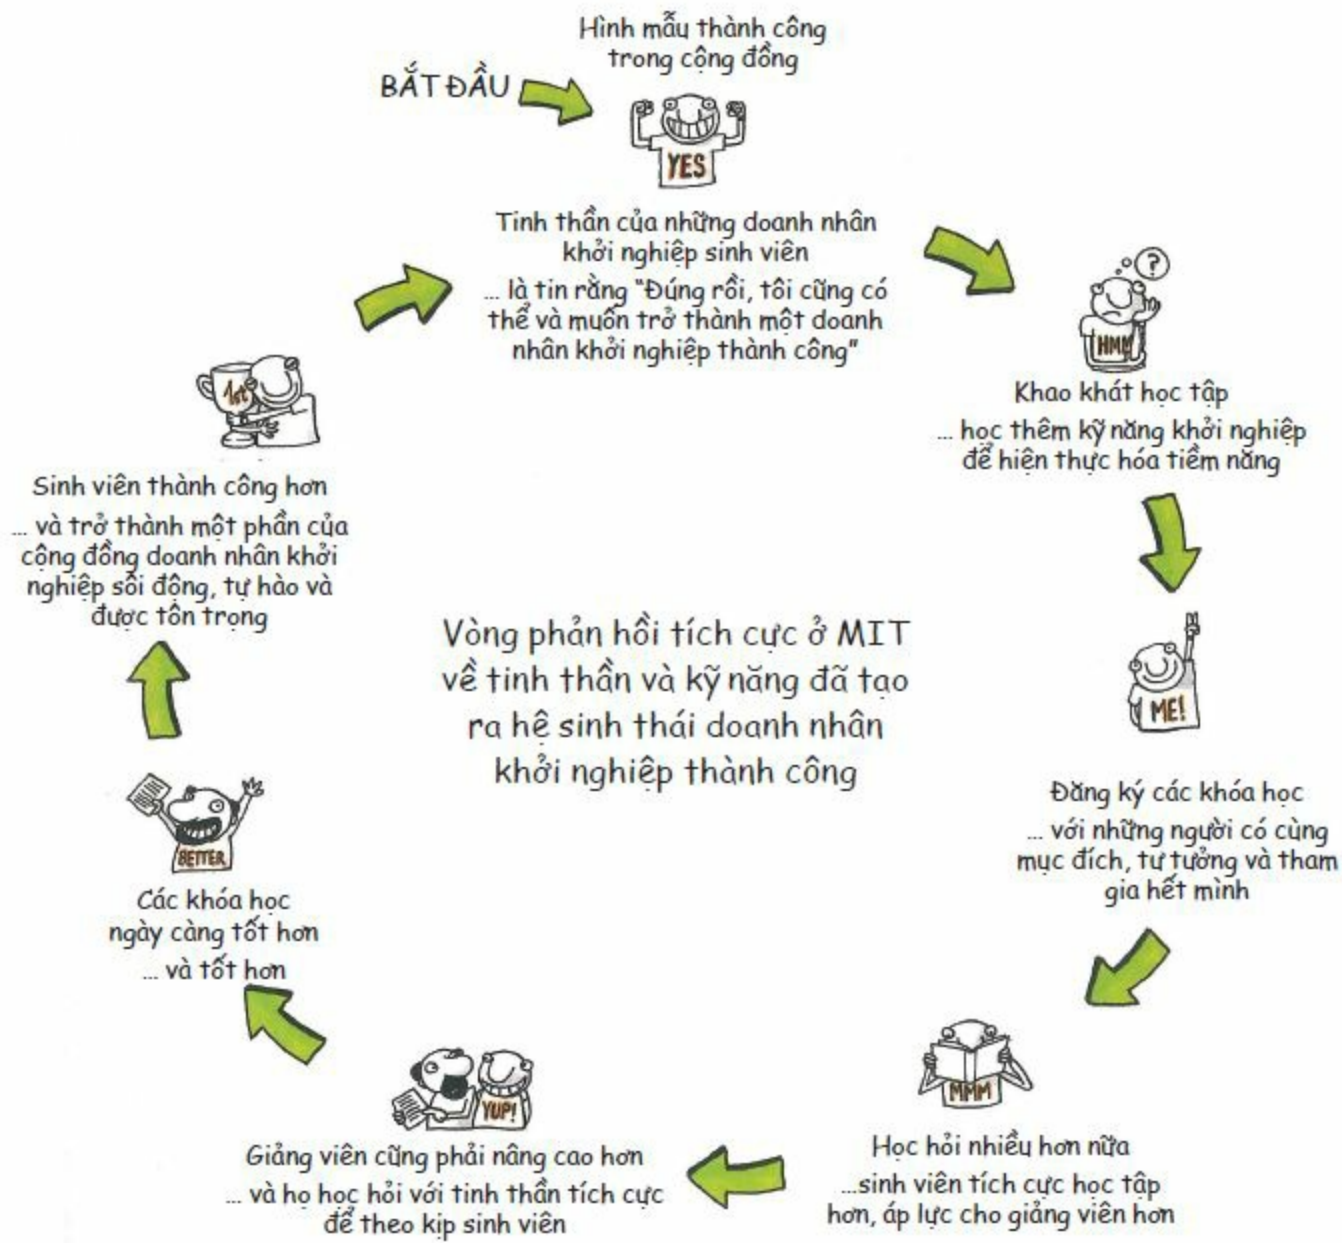 Hình mẫu thành công
trong cộng đồng
BẮT ĐẦU
YES
Tinh thần của những doanh nhân
khởi nghiệp sinh viên
... là tin rằng “Đúng rồi, tôi cũng có
thể và muốn trở thành một doanh
nhân khởi nghiệp thành công”
?
HMM
Khao khát học tập
... học thêm kỹ năng khởi nghiệp
để hiện thực hóa tiềm năng
ME!
Đăng ký các khóa học
... với những người có cùng
mục đích, tư tưởng và tham
gia hết mình
MMM
Học hỏi nhiều hơn nữa
...sinh viên tích cực học tập
hơn, áp lực cho giảng viên hơn
YUP!
Giảng viên cũng phải nâng cao hơn
... và họ học hỏi với tinh thần tích cực
để theo kịp sinh viên
BETTER
Các khóa học
ngày càng tốt hơn
... và tốt hơn
1st
Sinh viên thành công hơn
... và trở thành một phần của
cộng đồng doanh nhân khởi
nghiệp sôi động, tự hào và
được tôn trọng
Vòng phản hồi tích cực ở MIT
về tinh thần và kỹ năng đã tạo
ra hệ sinh thái doanh nhân
khởi nghiệp thành công